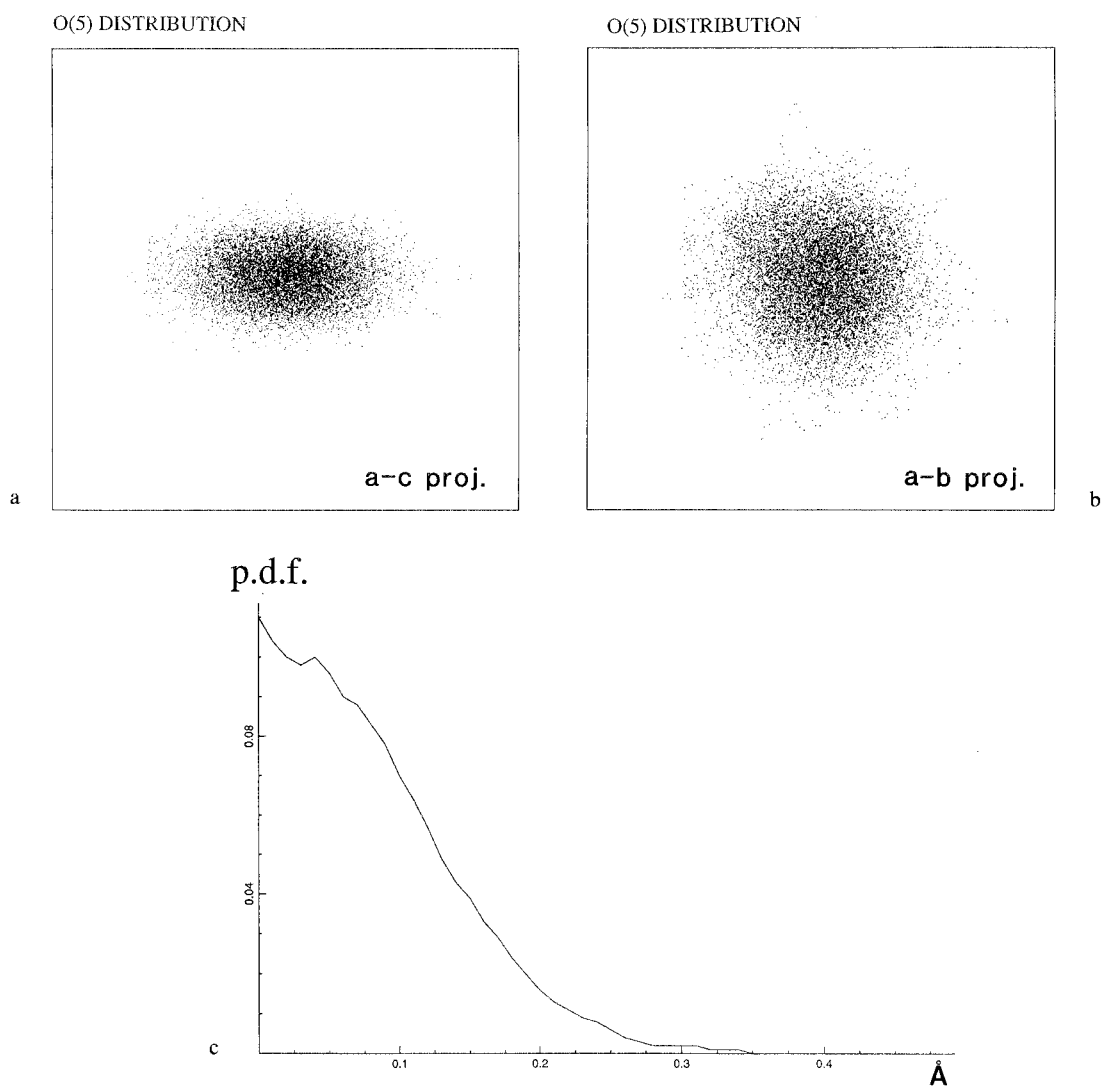 O(5) DISTRIBUTION
O(5) DISTRIBUTION
a-c proj.
a-b proj.
a
b
p.d.f.
0.08
0.04
c
0.1
0.2
0.3
0.4
Å